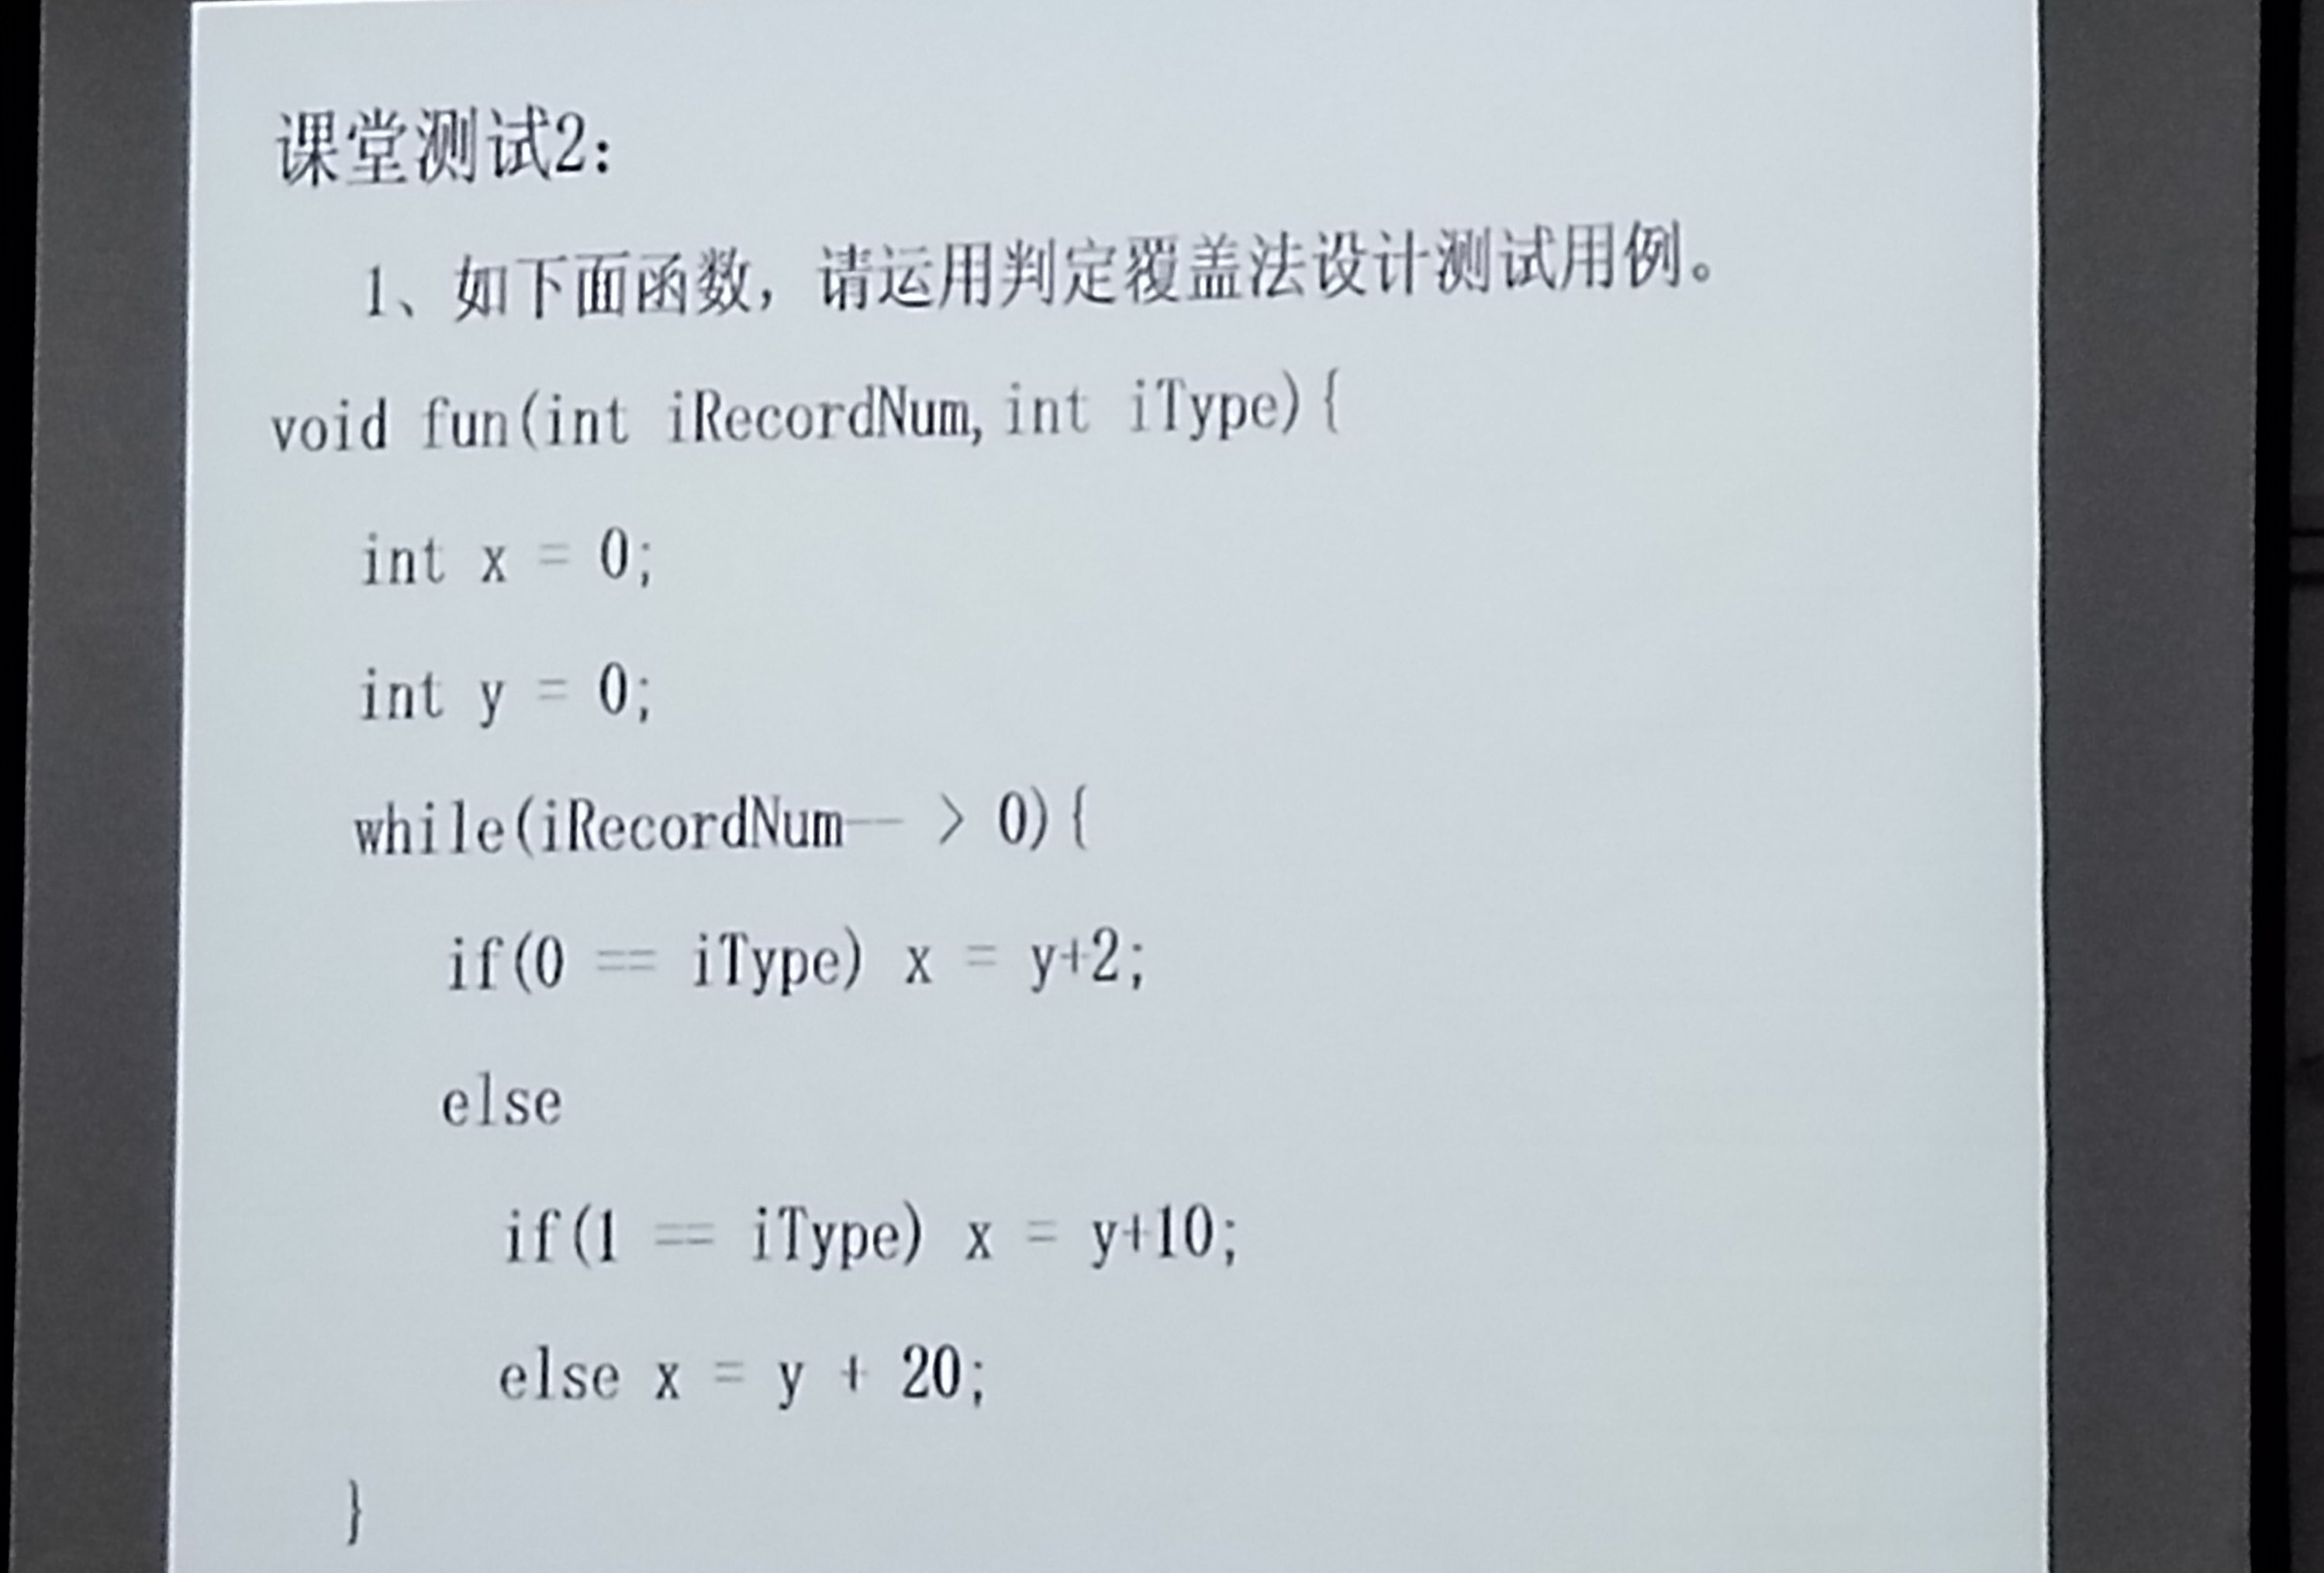 课堂测试2:
1、如下面函数，请运用判定覆盖法设计测试用例。
void fun(int iRecordNum,int iType){
int x = 0;
int y = 0;
while(iRecordNum-- > 0){
if(0 == iType) x = y+2;
else
if(1 == iType) x = y+10;
else x = y + 20;
}